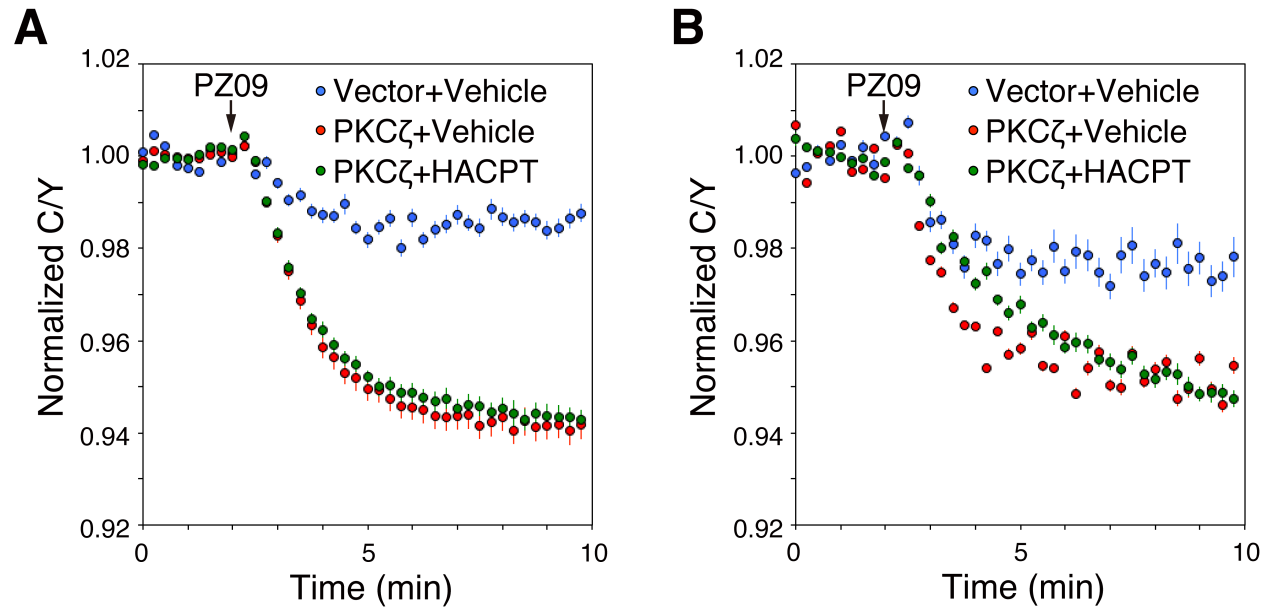 A
1.02
1.00
0.98
0.96
0.94
0.92
Normalized C/Y
PZ09
Vector+Vehicle
PKCζ+Vehicle
PKCζ+HACPT
0
5
10
Time (min)
B
1.02
1.00
0.98
0.96
0.94
0.92
Normalized C/Y
PZ09
Vector+Vehicle
PKCζ+Vehicle
PKCζ+HACPT
0
5
10
Time (min)